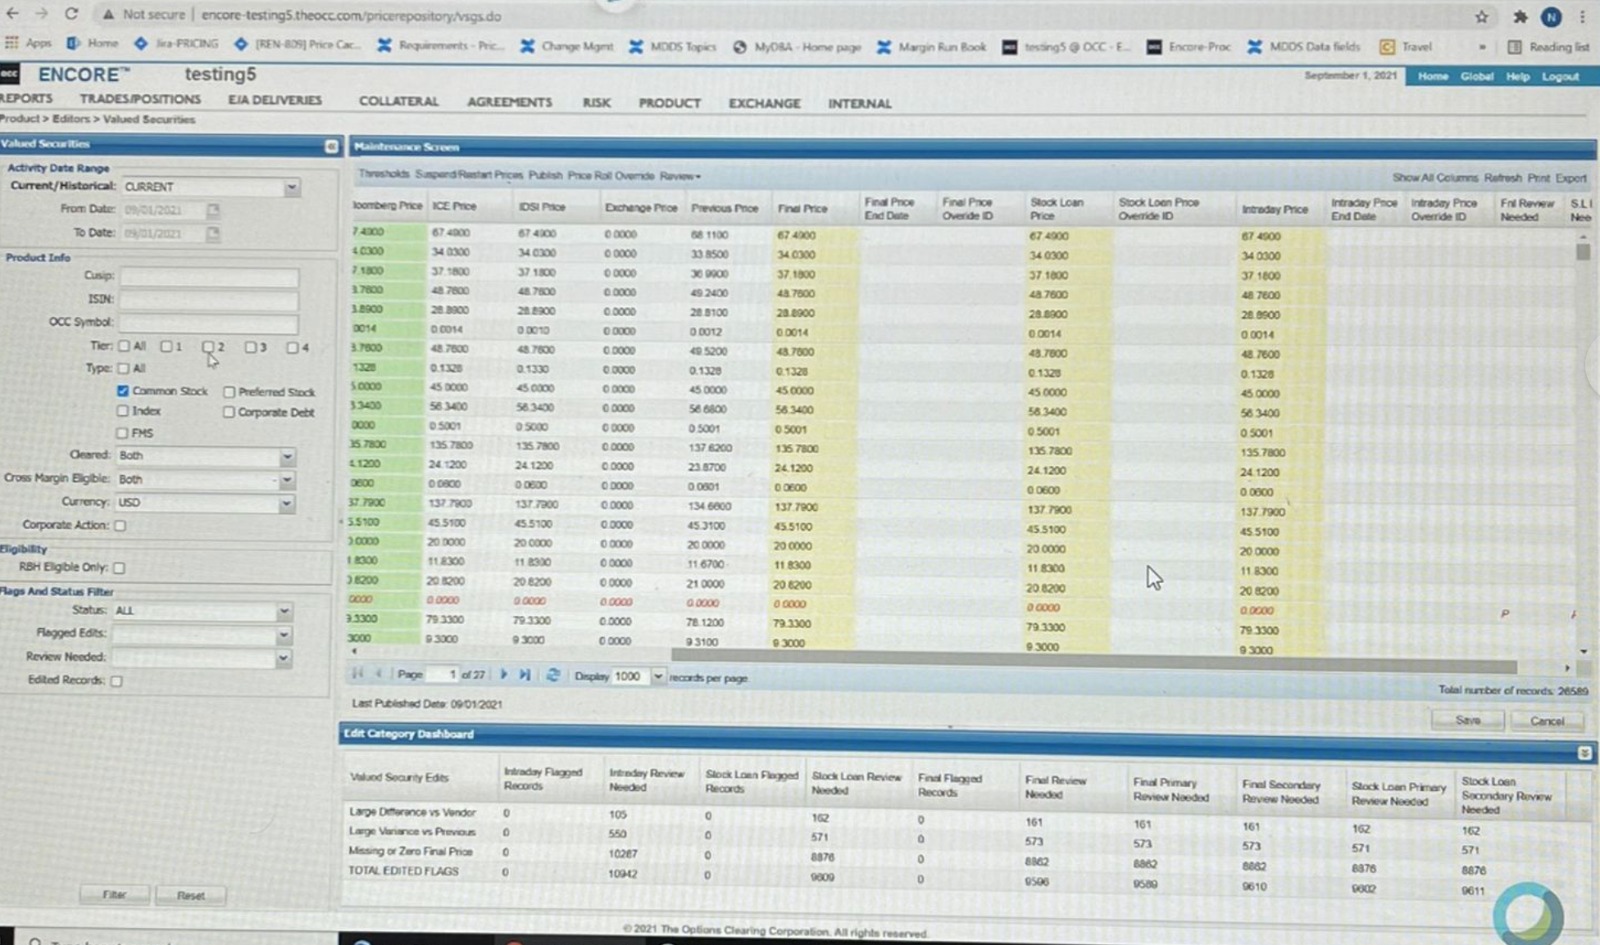 Not secure | encore-testing5.theocc.com/pricerepository/vsgs.do
N
Apps Home Jira-PRICING [REN-809] Price Cac... Requirements - Pric... Change Mgmt MDDS Topics MyDBA - Home page Margin Run Book testing5 @ OCC - E... Encore-Proc MDDS Data fields Travel » Reading list
occ ENCORE™ testing5 September 1, 2021 Home Global Help Logout
REPORTS TRADES/POSITIONS E/A DELIVERIES COLLATERAL AGREEMENTS RISK PRODUCT EXCHANGE INTERNAL
Product > Editors > Valued Securities
Valued Securities
Activity Date Range
Current/Historical: CURRENT
From Date: 09/01/2021
To Date: 09/01/2021
Product Info
Cusip:
ISIN:
OCC Symbol:
Tier: All 1 2 3 4
Type: All
Common Stock Preferred Stock
Index Corporate Debt
FMS
Cleared: Both
Cross Margin Eligible: Both
Currency: USD
Corporate Action:
Eligibility
RBH Eligible Only:
Flags And Status Filter
Status: ALL
Flagged Edits:
Review Needed:
Edited Records:
Filter Reset
Maintenance Screen
Thresholds Suspend/Restart Prices Publish Price Roll Override Review Show All Columns Refresh Print Export
loomberg Price ICE Price IDSI Price Exchange Price Previous Price Final Price Final Price End Date Final Price Override ID Stock Loan Price Stock Loan Price Override ID Intraday Price Intraday Price End Date Intraday Price Override ID Fnl Review Needed S.L
7.4900 67.4900 67.4900 0.0000 68.1100 67.4900 67.4900 67.4900
4.0300 34.0300 34.0300 0.0000 33.8500 34.0300 34.0300 34.0300
7.1800 37.1800 37.1800 0.0000 36.9900 37.1800 37.1800 37.1800
3.7600 48.7600 48.7600 0.0000 49.2400 48.7600 48.7600 48.7600
3.8900 28.8900 28.8900 0.0000 28.8100 28.8900 28.8900 28.8900
0014 0.0014 0.0010 0.0000 0.0012 0.0014 0.0014 0.0014
3.7600 48.7600 48.7600 0.0000 49.5200 48.7600 48.7600 48.7600
1328 0.1328 0.1330 0.0000 0.1328 0.1328 0.1328 0.1328
5.0000 45.0000 45.0000 0.0000 45.0000 45.0000 45.0000 45.0000
3.3400 56.3400 56.3400 0.0000 56.6800 56.3400 56.3400 56.3400
0000 0.5001 0.5000 0.0000 0.5001 0.5001 0.5001 0.5001
35.7800 135.7800 135.7800 0.0000 137.6200 135.7800 135.7800 135.7800
4.1200 24.1200 24.1200 0.0000 23.8700 24.1200 24.1200 24.1200
0600 0.0600 0.0600 0.0000 0.0601 0.0600 0.0600 0.0600
37.7900 137.7900 137.7900 0.0000 134.6600 137.7900 137.7900 137.7900
5.5100 45.5100 45.5100 0.0000 45.3100 45.5100 45.5100 45.5100
0.0000 20.0000 20.0000 0.0000 20.0000 20.0000 20.0000 20.0000
1.8300 11.8300 11.8300 0.0000 11.6700 11.8300 11.8300 11.8300
0.8200 20.8200 20.8200 0.0000 21.0000 20.8200 20.8200 20.8200
0000 0.0000 0.0000 0.0000 0.0000 0.0000 0.0000 0.0000 P
9.3300 79.3300 79.3300 0.0000 78.1200 79.3300 79.3300 79.3300
3000 9.3000 9.3000 0.0000 9.3100 9.3000 9.3000 9.3000
Page 1 of 27 Display 1000 records per page
Total number of records: 26589
Last Published Date: 09/01/2021
Save Cancel
Edit Category Dashboard
Valued Security Edits Intraday Flagged Records Intraday Review Needed Stock Loan Flagged Records Stock Loan Review Needed Final Flagged Records Final Review Needed Final Primary Review Needed Final Secondary Review Needed Stock Loan Primary Review Needed Stock Loan Secondary Review Needed
Large Difference vs Vendor 0 105 0 162 0 161 161 161 162 162
Large Variance vs Previous 0 550 0 571 0 573 573 573 571 571
Missing or Zero Final Price 0 10287 0 8876 0 8862 8862 8862 8876 8876
TOTAL EDITED FLAGS 0 10942 0 9609 0 9596 9589 9610 9602 9611
© 2021 The Options Clearing Corporation. All rights reserved.